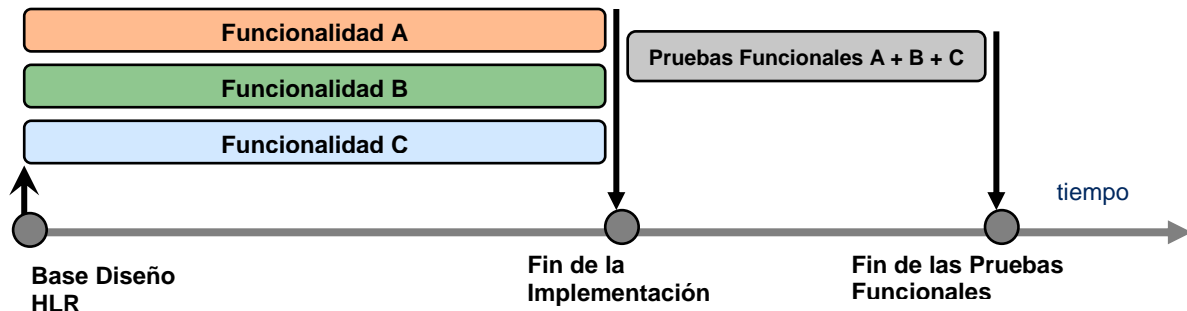 Funcionalidad A
Pruebas Funcionales A + B + C
Funcionalidad B
Funcionalidad C
tiempo
Base Diseño
HLR
Fin de la
Implementación
Fin de las Pruebas
Funcionales